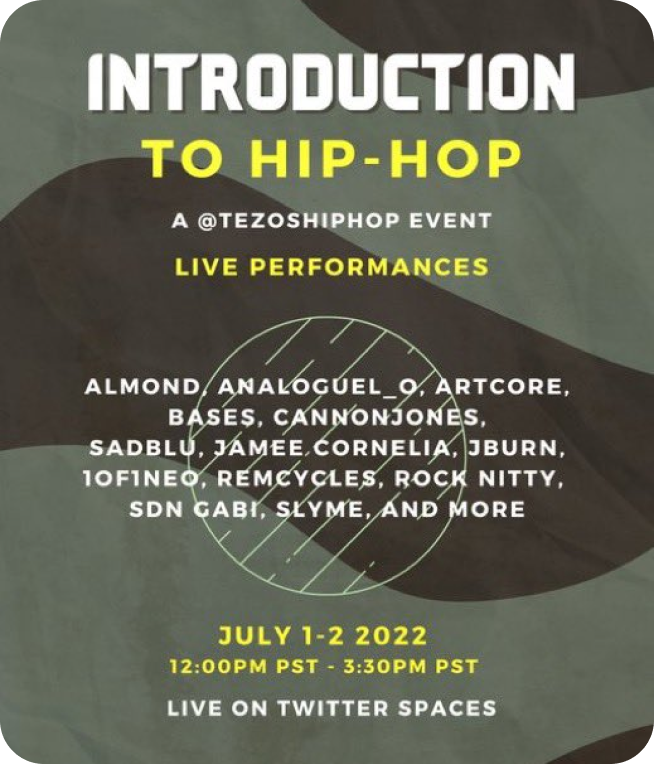 INTRODUCTION
TO HIP-HOP
A @TEZOSHIPHOP EVENT
LIVE PERFORMANCES
ALMOND, ANALOGUEL_O, ARTCORE,
BASES, CANNONJONES,
SADBLU, JAMEE CORNELIA, JBURN,
1OF1NEO, REMCYCLES, ROCK NITTY,
SDN GABI, SLYME, AND MORE
JULY 1-2 2022
12:00PM PST - 3:30PM PST
LIVE ON TWITTER SPACES